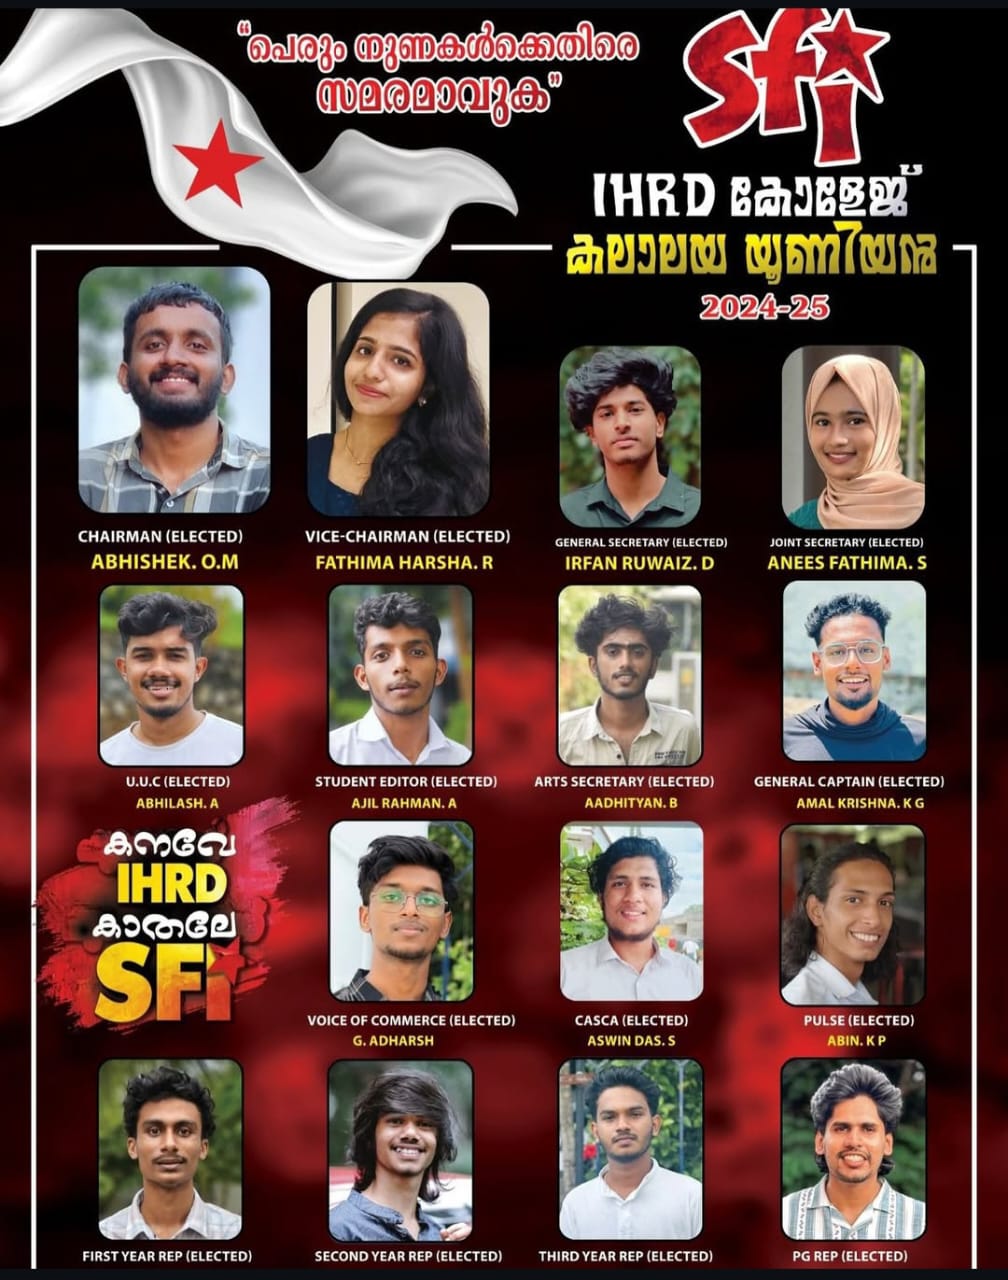 "പെരും നുണകൾക്കെതിരെ
സമരമാവുക"
sfi
IHRD കോളേജ്
കലാലയ യൂണിയൻ
2024-25
CHAIRMAN (ELECTED)
ABHISHEK. O.M
VICE-CHAIRMAN (ELECTED)
FATHIMA HARSHA. R
GENERAL SECRETARY (ELECTED)
IRFAN RUWAIZ. D
JOINT SECRETARY (ELECTED)
ANEES FATHIMA. S
U.U.C (ELECTED)
ABHILASH. A
STUDENT EDITOR (ELECTED)
AJIL RAHMAN. A
ARTS SECRETARY (ELECTED)
AADHITYAN. B
GENERAL CAPTAIN (ELECTED)
AMAL KRISHNA. K G
കനവേ
IHRD
കാതലേ
SFi
VOICE OF COMMERCE (ELECTED)
G. ADHARSH
CASCA (ELECTED)
ASWIN DAS. S
PULSE (ELECTED)
ABIN. K P
FIRST YEAR REP (ELECTED)
SECOND YEAR REP (ELECTED)
THIRD YEAR REP (ELECTED)
PG REP (ELECTED)